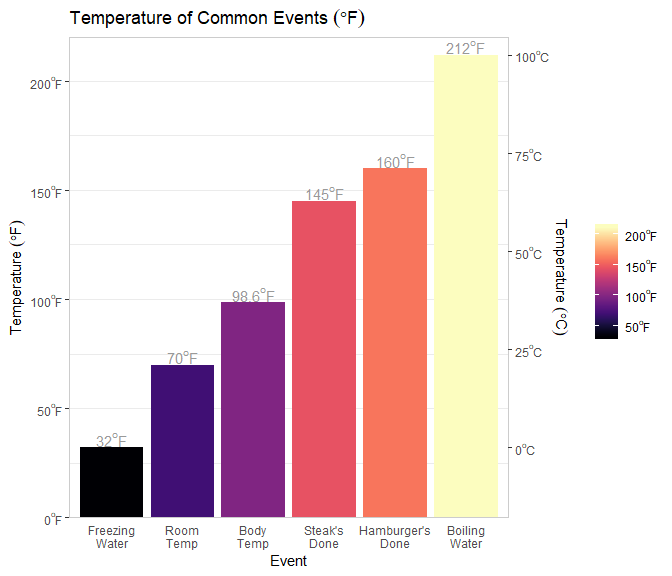 Temperature of Common Events (°F)
212°F
160°F
145°F
98.6°F
70°F
32°F
200°F
150°F
100°F
50°F
0°F
Temperature (°F)
100°C
75°C
50°C
25°C
0°C
Temperature (°C)
200°F
150°F
100°F
50°F
Freezing
Water
Room
Temp
Body
Temp
Steak's
Done
Hamburger's
Done
Boiling
Water
Event